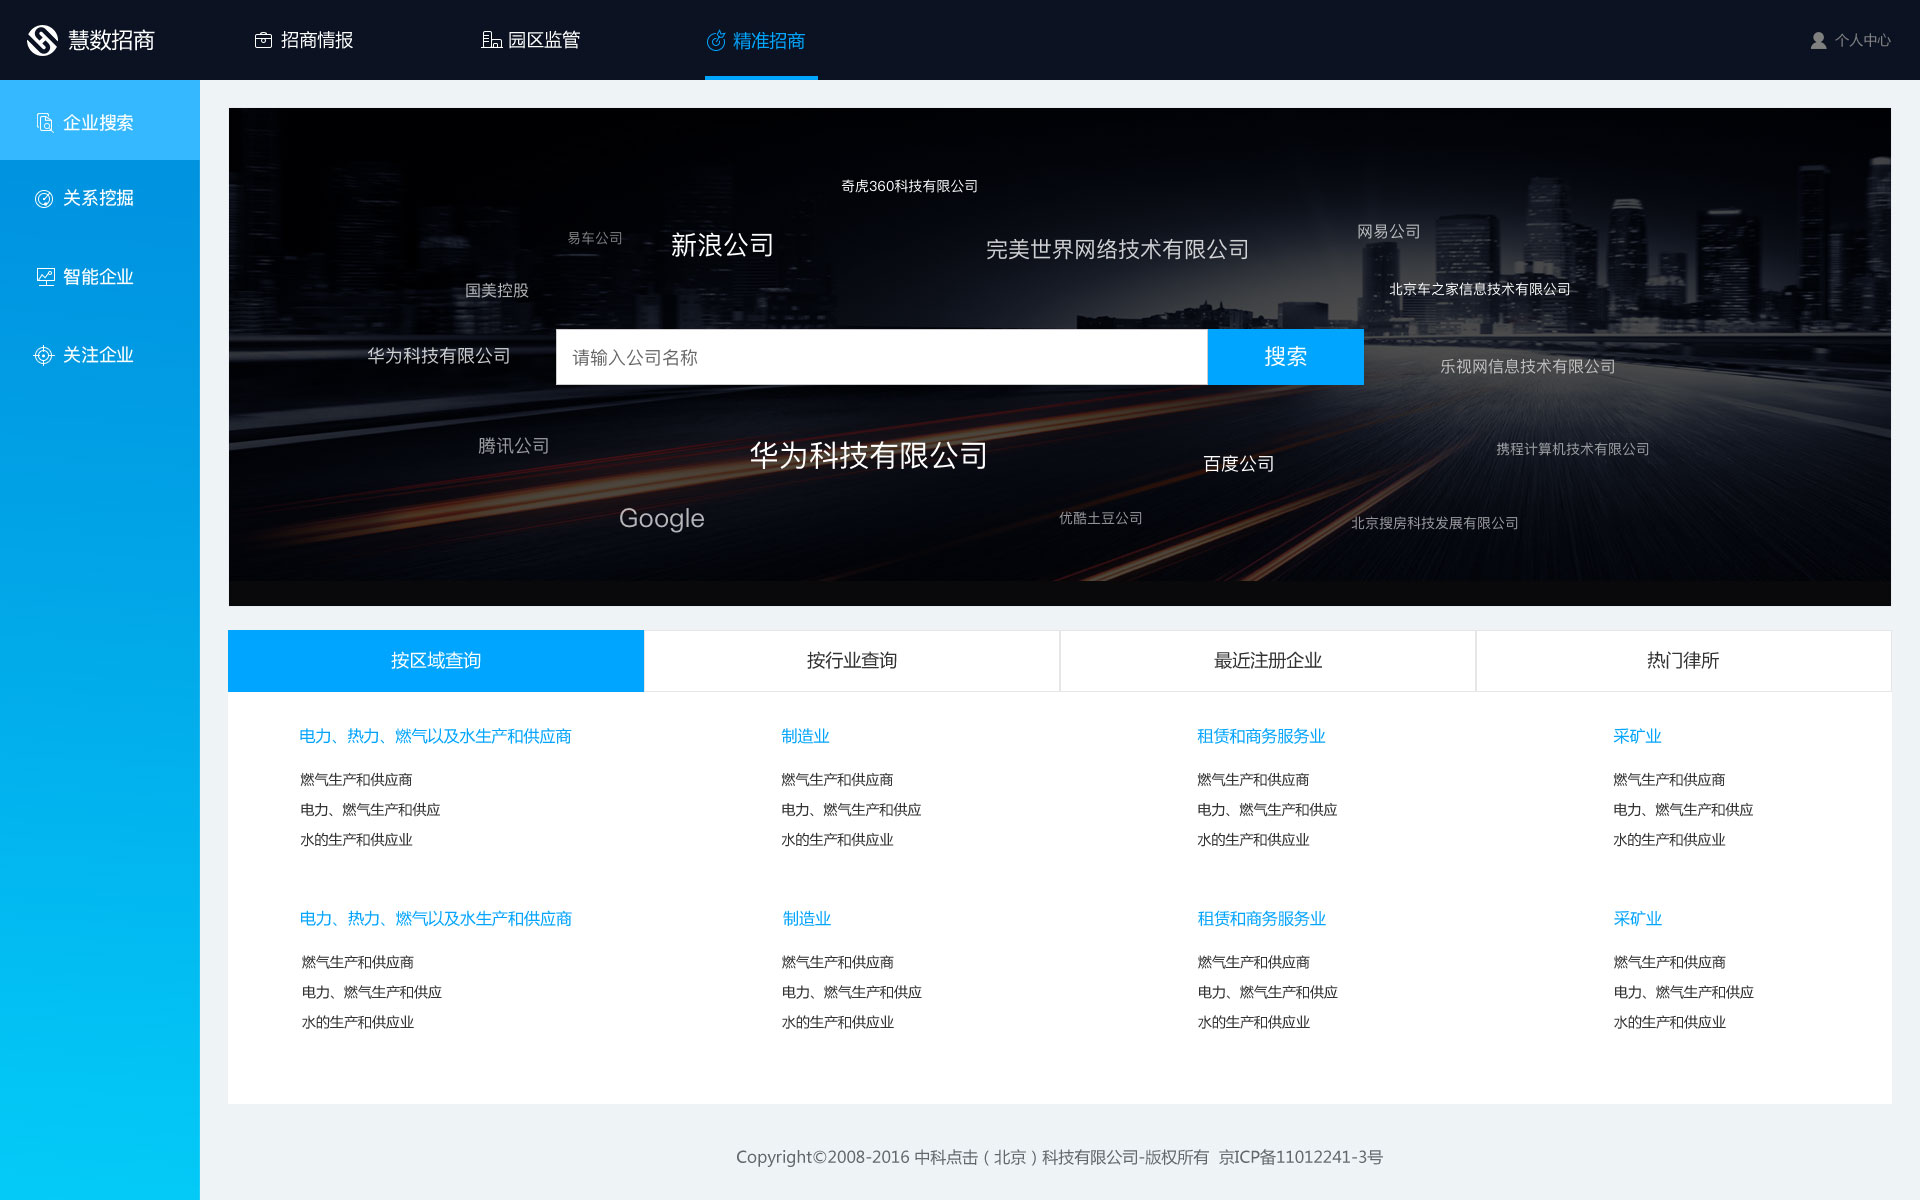 慧数招商
招商情报
园区监管
精准招商
个人中心
企业搜索
关系挖掘
智能企业
关注企业
奇虎360科技有限公司
易车公司
新浪公司
完美世界网络技术有限公司
网易公司
国美控股
北京车之家信息技术有限公司
华为科技有限公司
请输入公司名称
搜索
乐视网信息技术有限公司
腾讯公司
华为科技有限公司
百度公司
携程计算机技术有限公司
Google
优酷土豆公司
北京搜房科技发展有限公司
按区域查询
按行业查询
最近注册企业
热门律所
电力、热力、燃气以及水生产和供应商
燃气生产和供应商
电力、燃气生产和供应
水的生产和供应业
制造业
燃气生产和供应商
电力、燃气生产和供应
水的生产和供应业
租赁和商务服务业
燃气生产和供应商
电力、燃气生产和供应
水的生产和供应业
采矿业
燃气生产和供应商
电力、燃气生产和供应
水的生产和供应业
电力、热力、燃气以及水生产和供应商
燃气生产和供应商
电力、燃气生产和供应
水的生产和供应业
制造业
燃气生产和供应商
电力、燃气生产和供应
水的生产和供应业
租赁和商务服务业
燃气生产和供应商
电力、燃气生产和供应
水的生产和供应业
采矿业
燃气生产和供应商
电力、燃气生产和供应
水的生产和供应业
Copyright©2008-2016 中科点击（北京）科技有限公司-版权所有 京ICP备11012241-3号